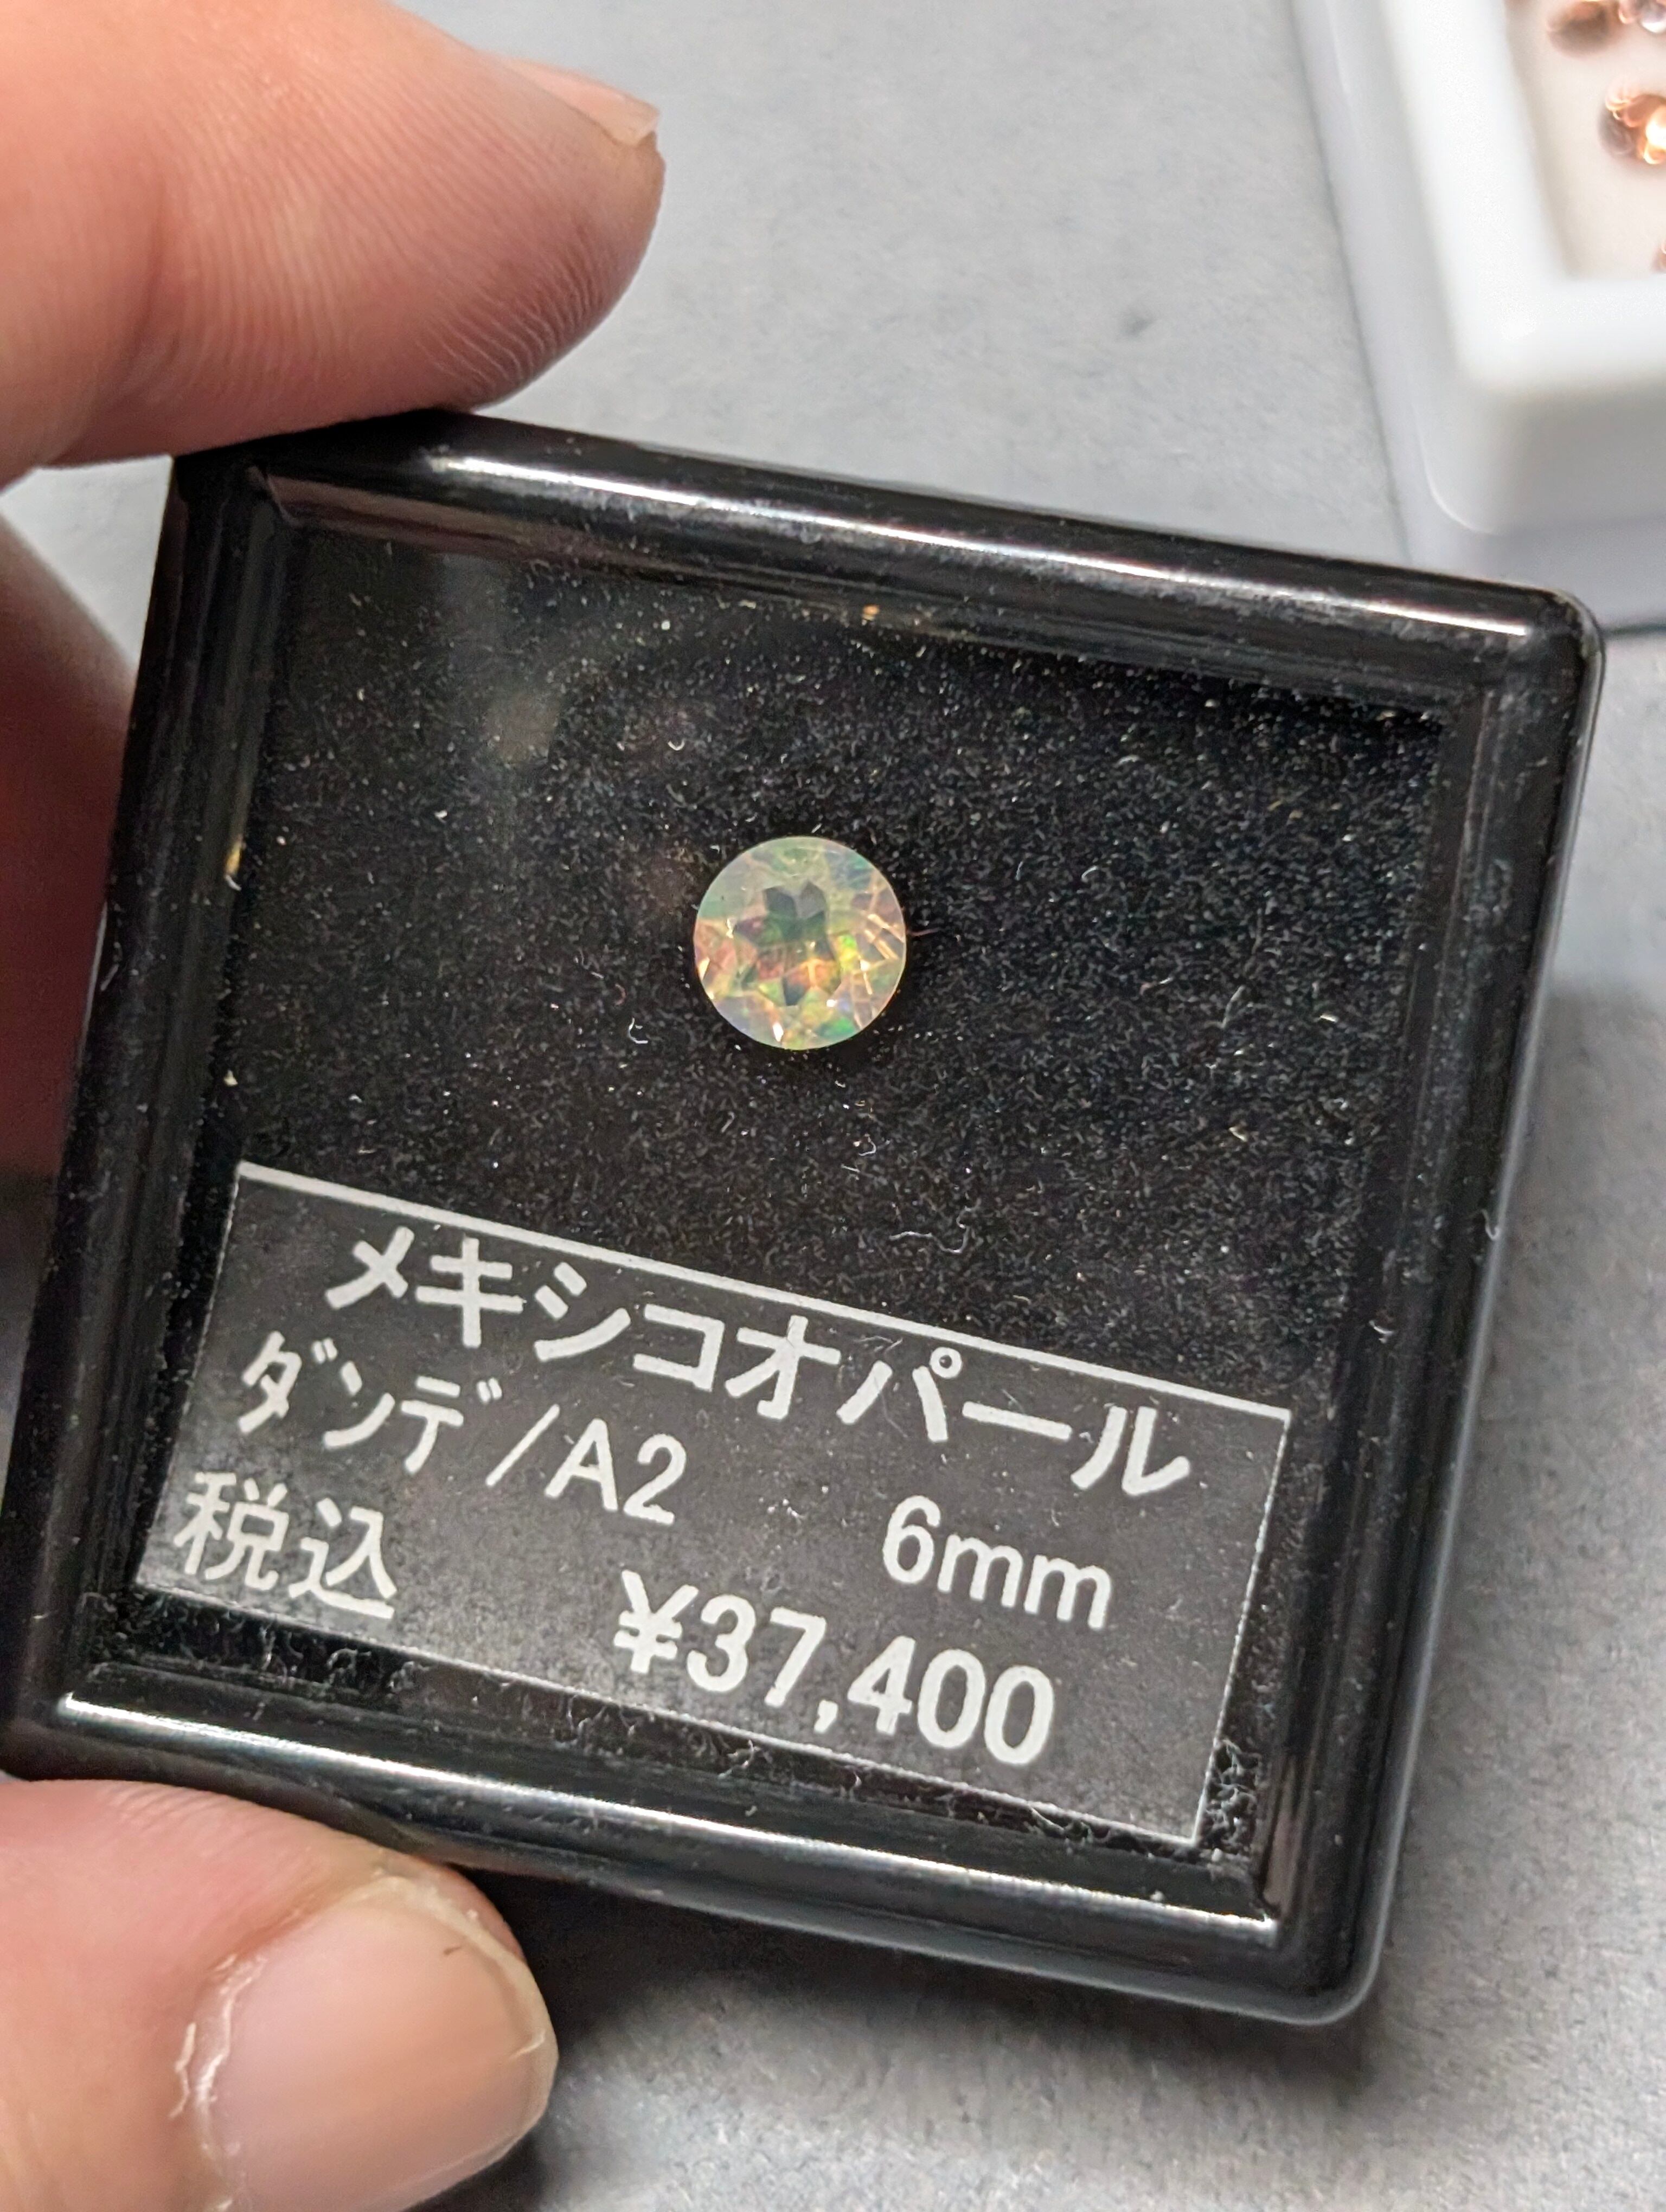 メキシコオパール
ダンデ/A2 6mm
税込 ¥37,400